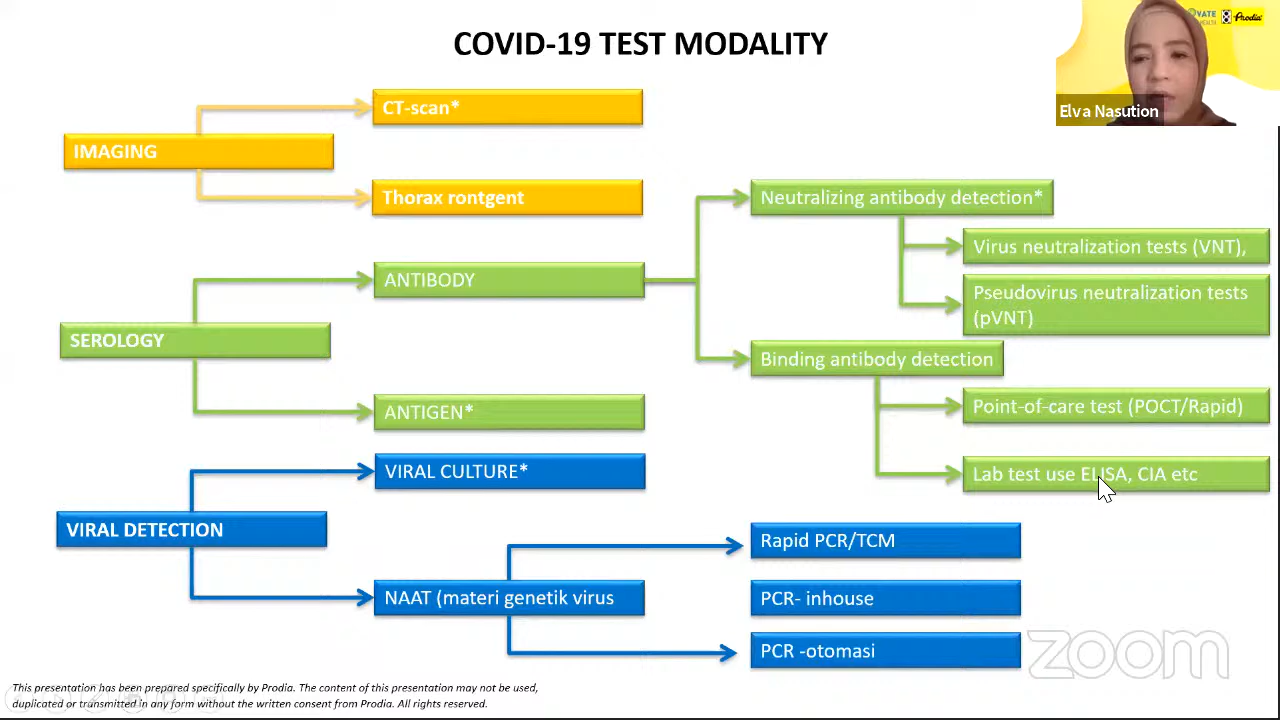 COVID-19 TEST MODALITY
VATE
Prodia
Elva Nasution
CT-scan*
IMAGING
Thorax rontgent
Neutralizing antibody detection*
Virus neutralization tests (VNT),
ANTIBODY
Pseudovirus neutralization tests
(pVNT)
SEROLOGY
Binding antibody detection
ANTIGEN*
Point-of-care test (POCT/Rapid)
VIRAL CULTURE*
Lab test use ELISA, CIA etc
VIRAL DETECTION
Rapid PCR/TCM
NAAT (materi genetik virus
PCR- inhouse
PCR -otomasi
zoom
This presentation has been prepared specifically by Prodia. The content of this presentation may not be used,
duplicated or transmitted in any form without the written consent from Prodia. All rights reserved.